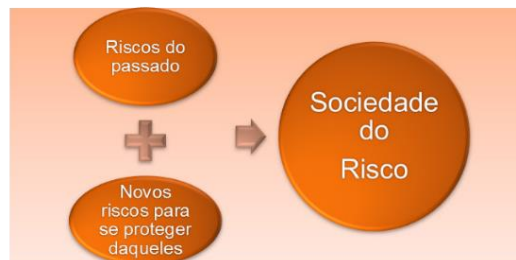 Riscos do
passado
Novos
riscos para
se proteger
daqueles
Sociedade
do
Risco